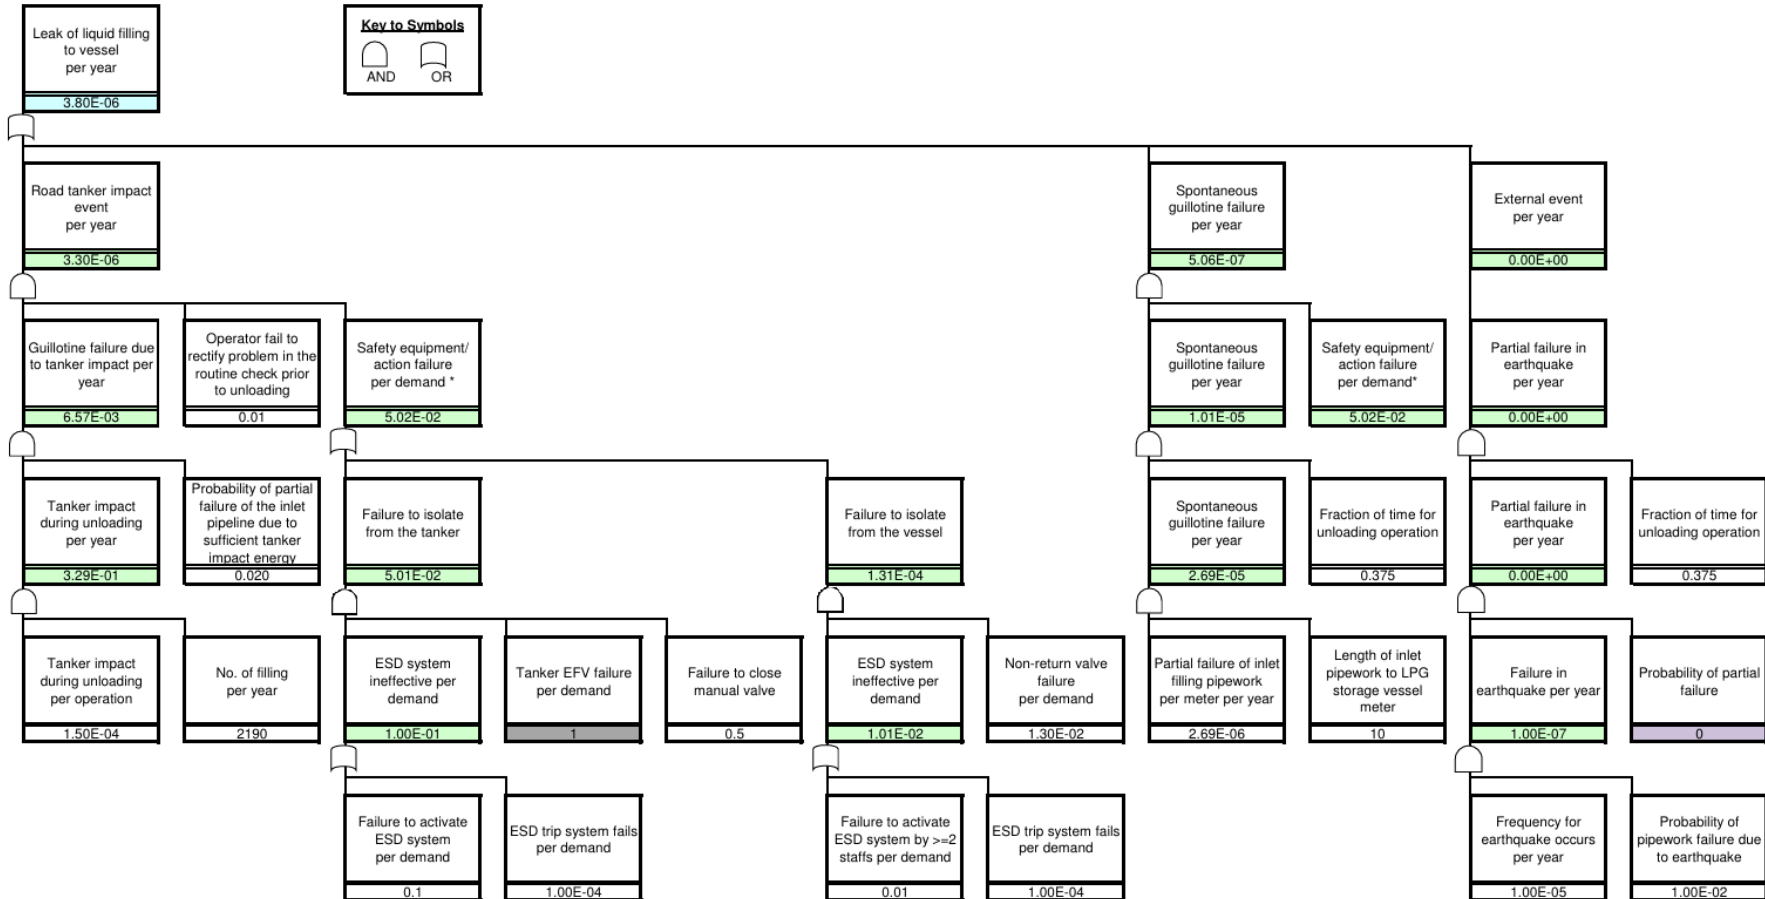 Leak of liquid filling
to vessel
per year
3.80E-06
Key to Symbols
AND
OR
Road tanker impact
event
per year
3.30E-06
Spontaneous
guillotine failure
per year
5.06E-07
External event
per year
0.00E+00
Guillotine failure due
to tanker impact per
year
6.57E-03
Operator fail to
rectify problem in the
routine check prior
to unloading
0.01
Safety equipment/
action failure
per demand *
5.02E-02
Spontaneous
guillotine failure
per year
1.01E-05
Safety equipment/
action failure
per demand*
5.02E-02
Partial failure in
earthquake
per year
0.00E+00
Tanker impact
during unloading
per year
3.29E-01
Probability of partial
failure of the inlet
pipeline due to
sufficient tanker
impact energy
0.020
Failure to isolate
from the tanker
5.01E-02
Failure to isolate
from the vessel
1.31E-04
Spontaneous
guillotine failure
per year
2.69E-05
Fraction of time for
unloading operation
0.375
Partial failure in
earthquake
per year
0.00E+00
Fraction of time for
unloading operation
0.375
Tanker impact
during unloading
per operation
1.50E-04
No. of filling
per year
2190
ESD system
ineffective per
demand
1.00E-01
Tanker EFV failure
per demand
1
Failure to close
manual valve
0.5
ESD system
ineffective per
demand
1.01E-02
Non-return valve
failure
per demand
1.30E-02
Partial failure of inlet
filling pipework
per meter per year
2.69E-06
Length of inlet
pipework to LPG
storage vessel
meter
10
Failure in
earthquake per year
1.00E-07
Probability of partial
failure
0
Failure to activate
ESD system
per demand
0.1
ESD trip system fails
per demand
1.00E-04
Failure to activate
ESD system by >=2
staffs per demand
0.01
ESD trip system fails
per demand
1.00E-04
Frequency for
earthquake occurs
per year
1.00E-05
Probability of
pipework failure due
to earthquake
1.00E-02